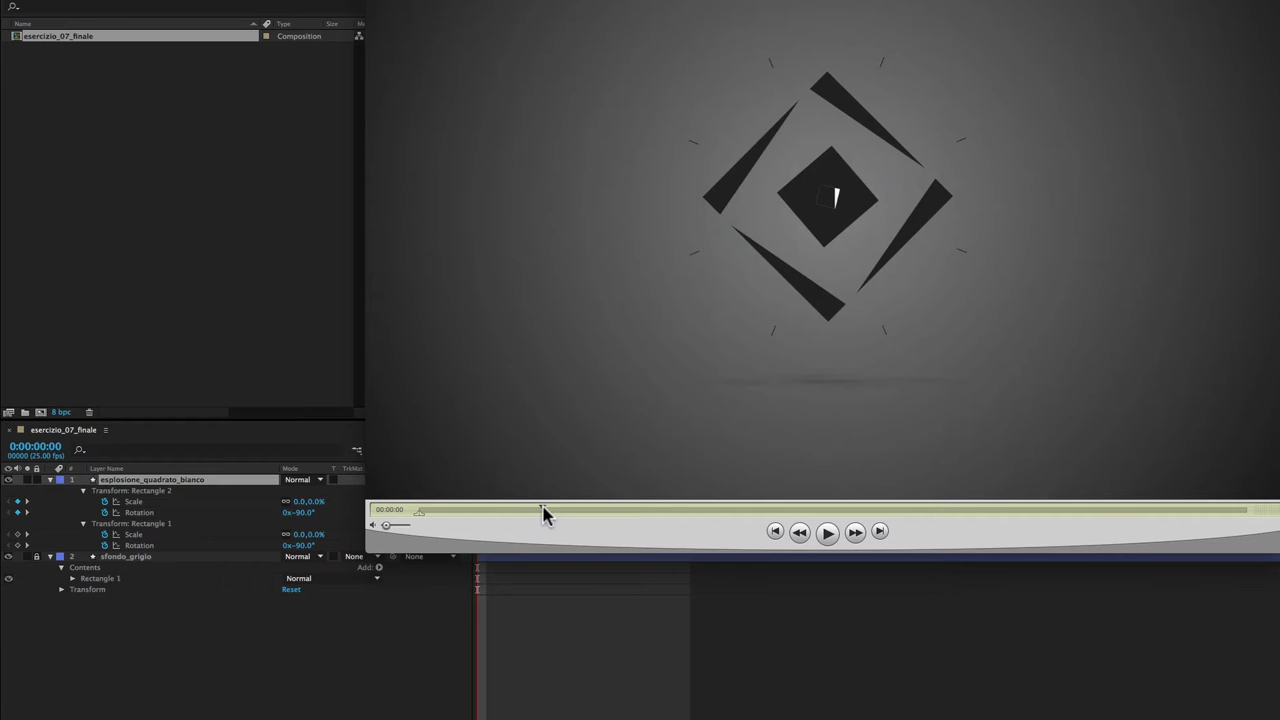 Name Type Size
esercizio_07_finale Composition
8 bpc
esercizio_07_finale
0:00:00:00
00000 (25.00 fps)
# Layer Name Mode T TrkMat
1 esplosione_quadrato_bianco Normal
Transform: Rectangle 2
Scale 0.0,0.0%
Rotation 0x-90.0°
Transform: Rectangle 1
Scale 0.0,0.0%
Rotation 0x-90.0°
2 sfondo_grigio Normal None None
Contents Add:
Rectangle 1 Normal
Transform Reset
00:00:00